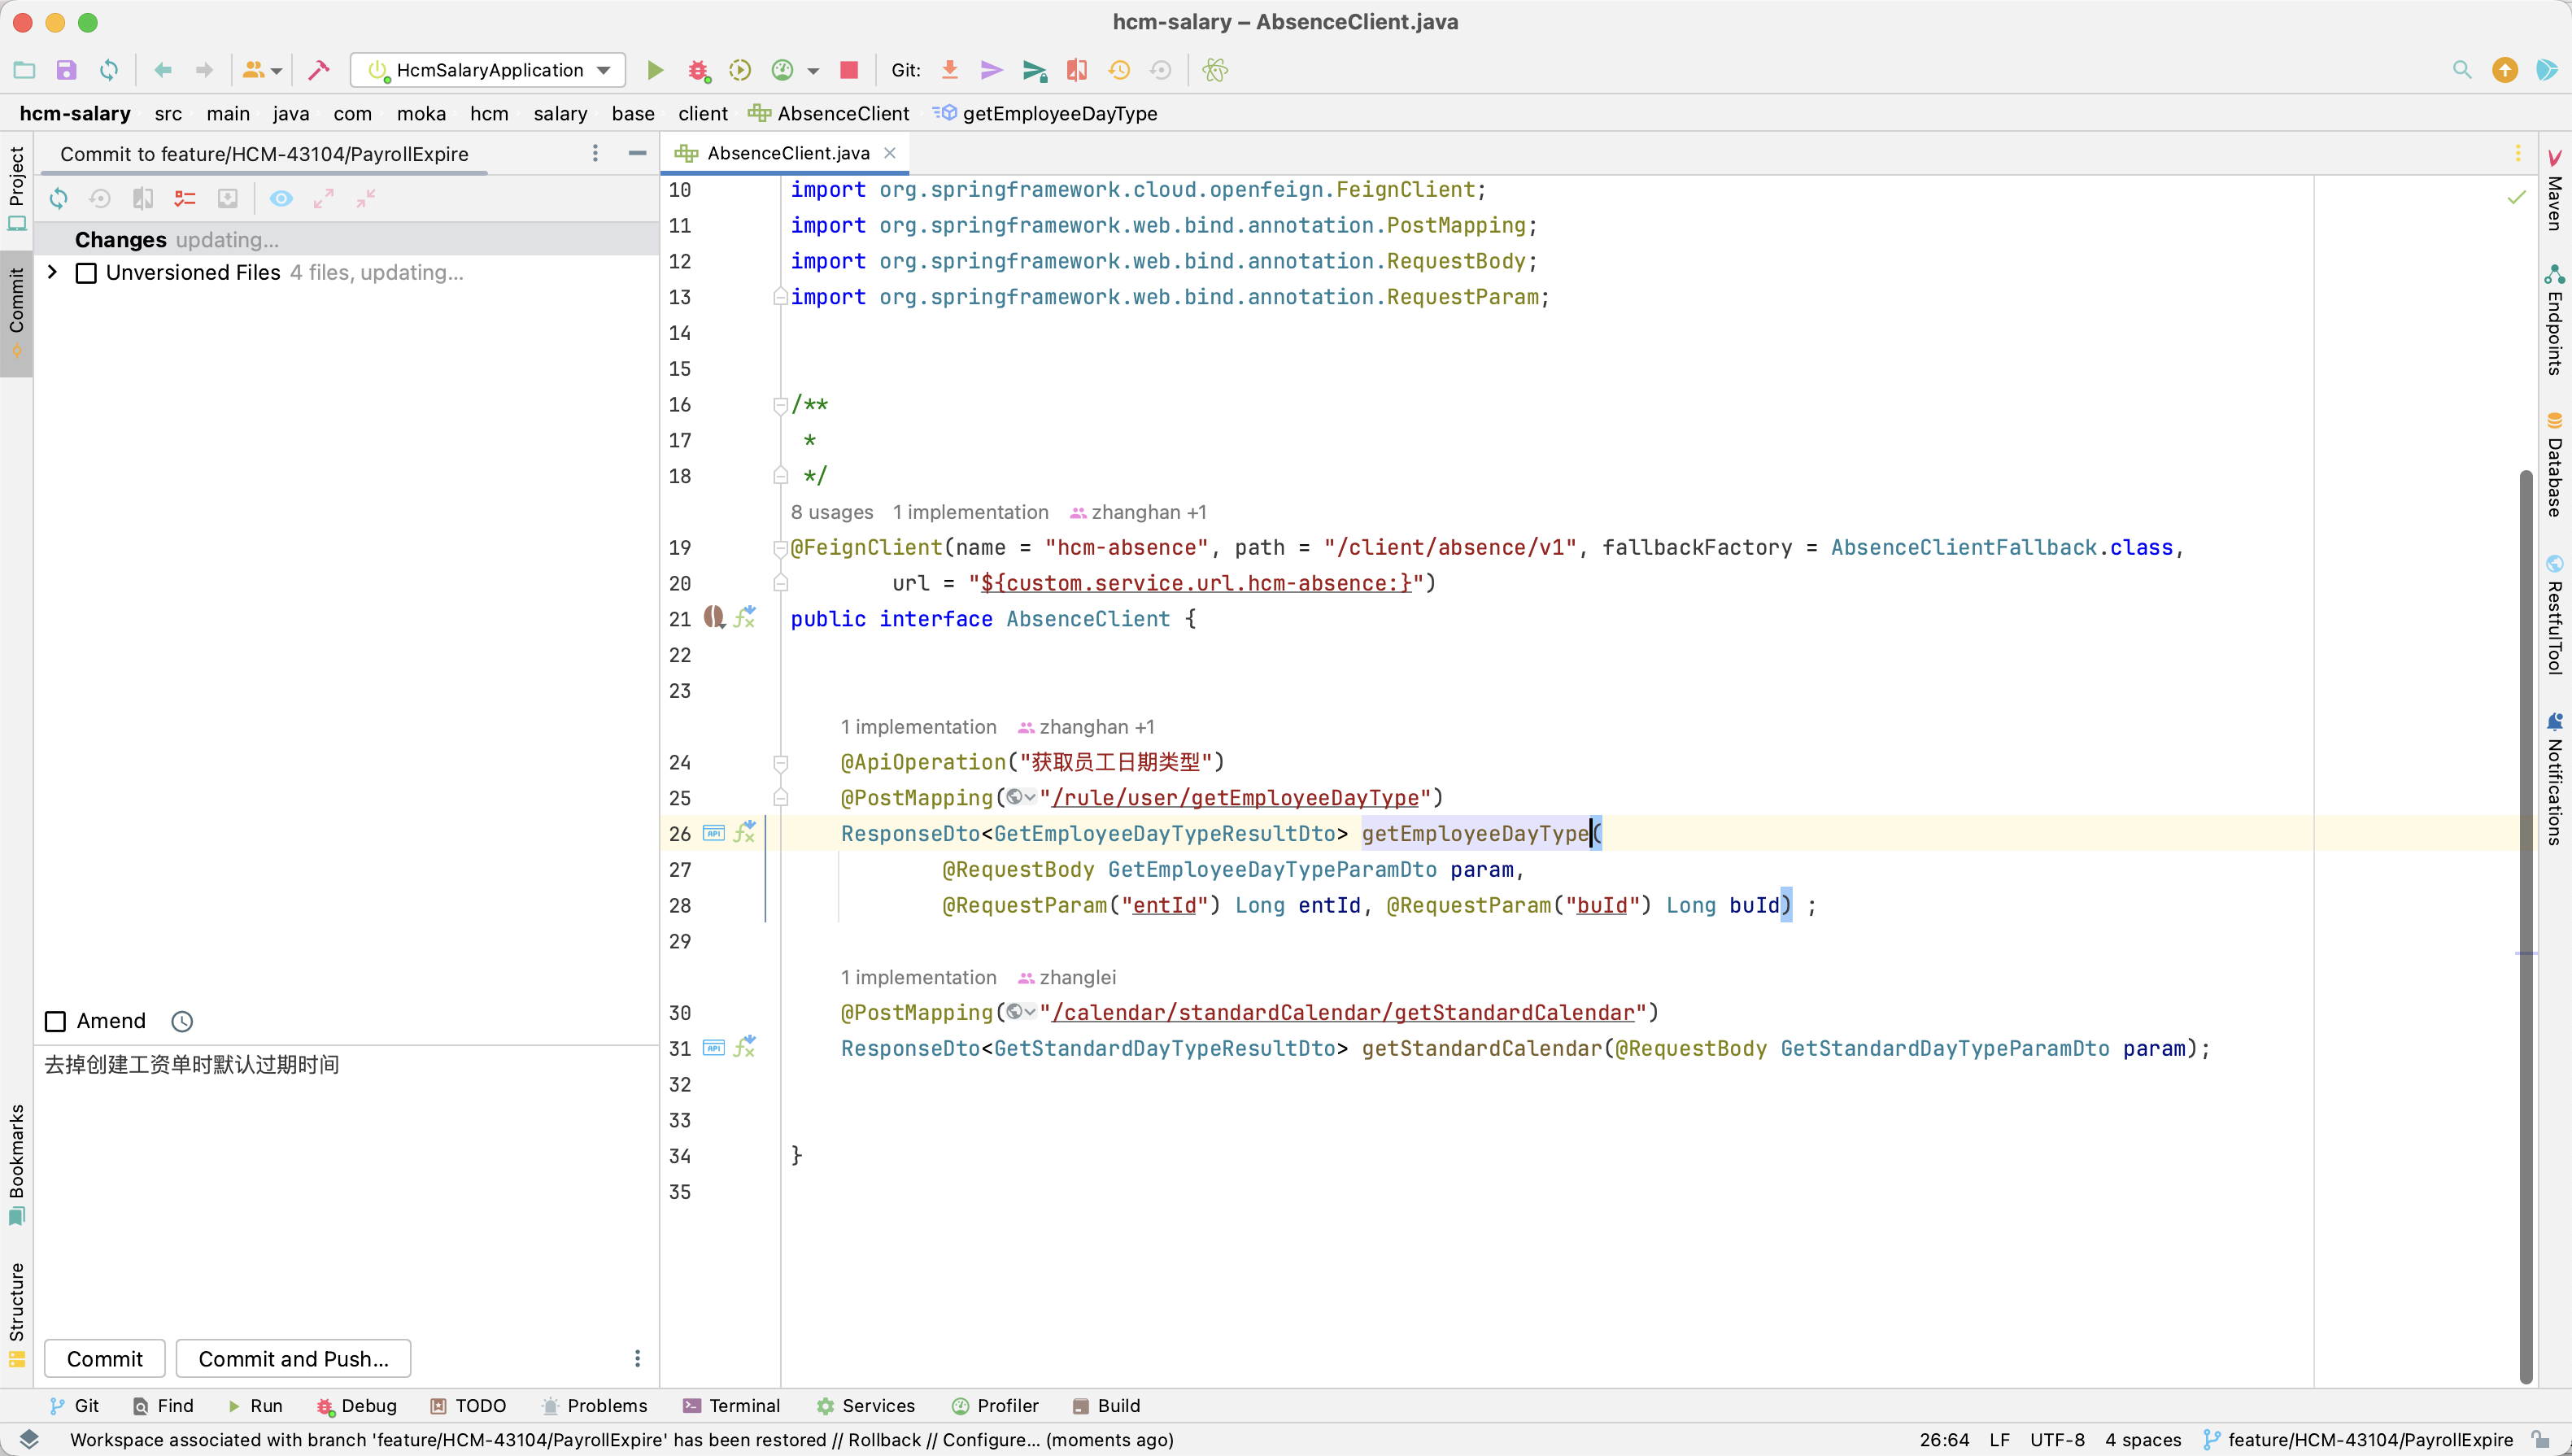 hcm-salary – AbsenceClient.java
HcmSalaryApplication
Git:
hcm-salary src main java com moka hcm salary base client AbsenceClient getEmployeeDayType
Project
Commit
Bookmarks
Structure
Commit to feature/HCM-43104/PayrollExpire
Changes updating...
Unversioned Files 4 files, updating...
Amend
去掉创建工资单时默认过期时间
Commit
Commit and Push...
AbsenceClient.java
10 import org.springframework.cloud.openfeign.FeignClient;
11 import org.springframework.web.bind.annotation.PostMapping;
12 import org.springframework.web.bind.annotation.RequestBody;
13 import org.springframework.web.bind.annotation.RequestParam;
14
15
16 /**
17 *
18 */
8 usages 1 implementation zhanghan +1
19 @FeignClient(name = "hcm-absence", path = "/client/absence/v1", fallbackFactory = AbsenceClientFallback.class,
20 url = "${custom.service.url.hcm-absence:}")
21 public interface AbsenceClient {
22
23
1 implementation zhanghan +1
24 @ApiOperation("获取员工日期类型")
25 @PostMapping("/rule/user/getEmployeeDayType")
26 API ResponseDto<GetEmployeeDayTypeResultDto> getEmployeeDayType(
27 @RequestBody GetEmployeeDayTypeParamDto param,
28 @RequestParam("entId") Long entId, @RequestParam("buId") Long buId) ;
29
1 implementation zhanglei
30 @PostMapping("/calendar/standardCalendar/getStandardCalendar")
31 API ResponseDto<GetStandardDayTypeResultDto> getStandardCalendar(@RequestBody GetStandardDayTypeParamDto param);
32
33
34 }
35
Maven
Endpoints
Database
RestfulTool
Notifications
Git Find Run Debug TODO Problems Terminal Services Profiler Build
Workspace associated with branch 'feature/HCM-43104/PayrollExpire' has been restored // Rollback // Configure... (moments ago)
26:64 LF UTF-8 4 spaces feature/HCM-43104/PayrollExpire